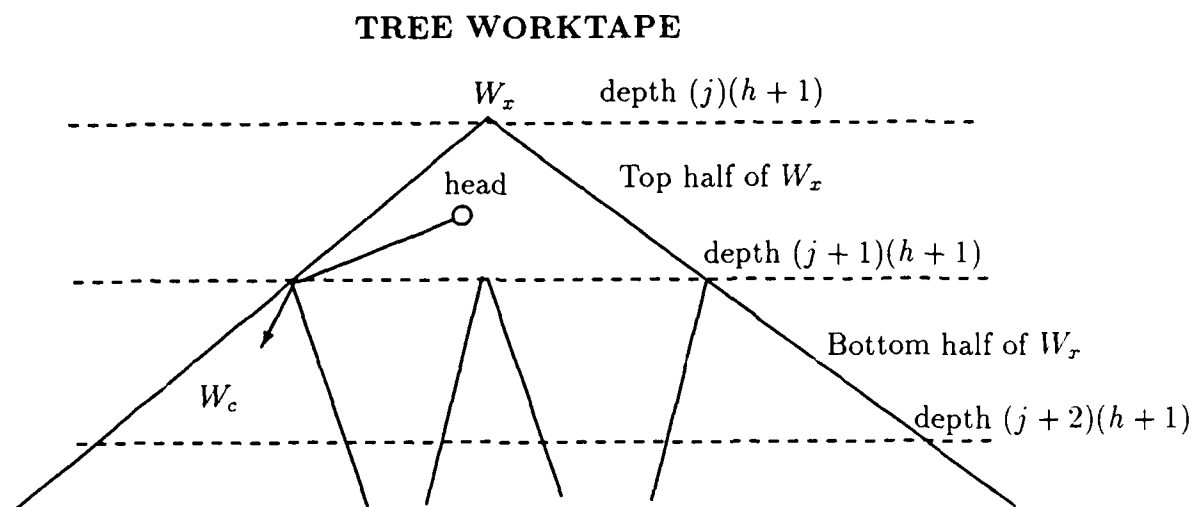 TREE WORKTAPE
W_x depth (j)(h + 1)
head Top half of W_x
depth (j + 1)(h + 1)
Bottom half of W_x
W_c
depth (j + 2)(h + 1)